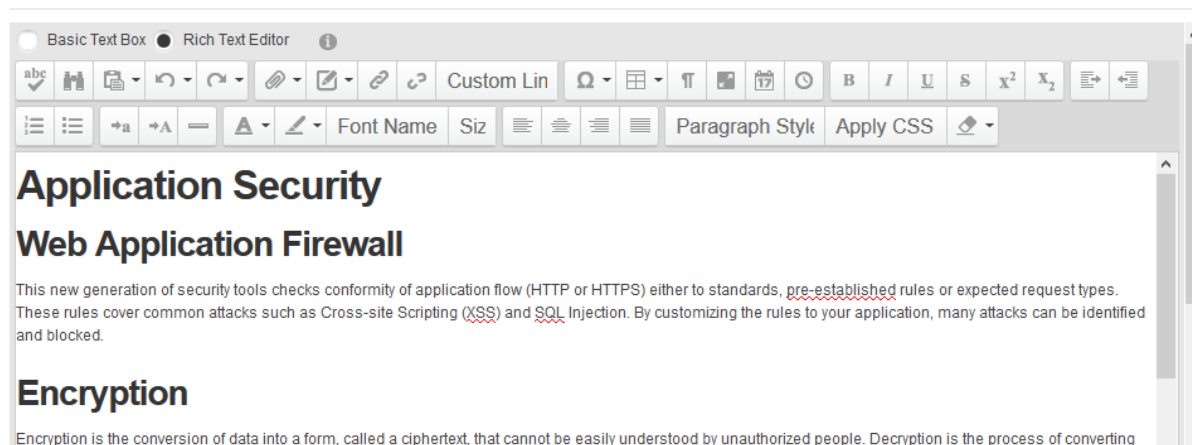 Basic Text Box Rich Text Editor
abc Custom Lin Ω ¶ 17 B I U S X² X₂
a A A Font Name Siz Paragraph Style Apply CSS
Application Security
Web Application Firewall
This new generation of security tools checks conformity of application flow (HTTP or HTTPS) either to standards, pre-established rules or expected request types.
These rules cover common attacks such as Cross-site Scripting (XSS) and SQL Injection. By customizing the rules to your application, many attacks can be identified
and blocked.
Encryption
Encryption is the conversion of data into a form, called a ciphertext, that cannot be easily understood by unauthorized people. Decryption is the process of converting